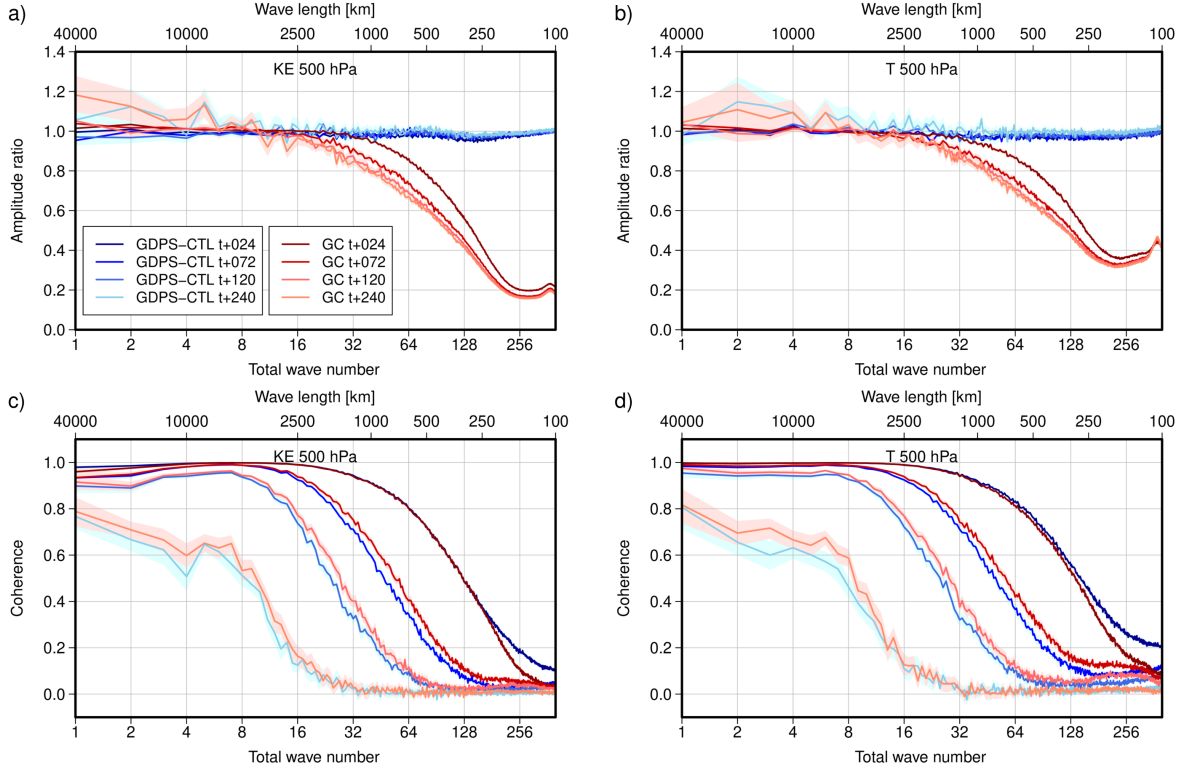 a)
Wave length [km]
40000 10000 2500 1000 500 250 100
KE 500 hPa
Amplitude ratio
1.4
1.2
1.0
0.8
0.6
0.4
0.2
0.0
GDPS-CTL t+024
GDPS-CTL t+072
GDPS-CTL t+120
GDPS-CTL t+240
GC t+024
GC t+072
GC t+120
GC t+240
1 2 4 8 16 32 64 128 256
Total wave number
b)
Wave length [km]
40000 10000 2500 1000 500 250 100
T 500 hPa
Amplitude ratio
1.4
1.2
1.0
0.8
0.6
0.4
0.2
0.0
1 2 4 8 16 32 64 128 256
Total wave number
c)
Wave length [km]
40000 10000 2500 1000 500 250 100
KE 500 hPa
Coherence
1.0
0.8
0.6
0.4
0.2
0.0
1 2 4 8 16 32 64 128 256
Total wave number
d)
Wave length [km]
40000 10000 2500 1000 500 250 100
T 500 hPa
Coherence
1.0
0.8
0.6
0.4
0.2
0.0
1 2 4 8 16 32 64 128 256
Total wave number